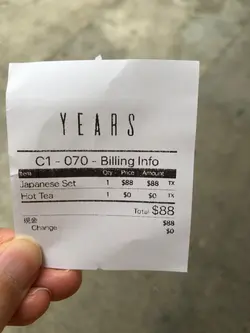 YEARS
C1 - 070 - Billing Info
Item Qty Price Amount
Japanese Set 1 $88 $88 TX
Hot Tea 1 $0 $0 TX
Total $88
現金 $88
Change $0